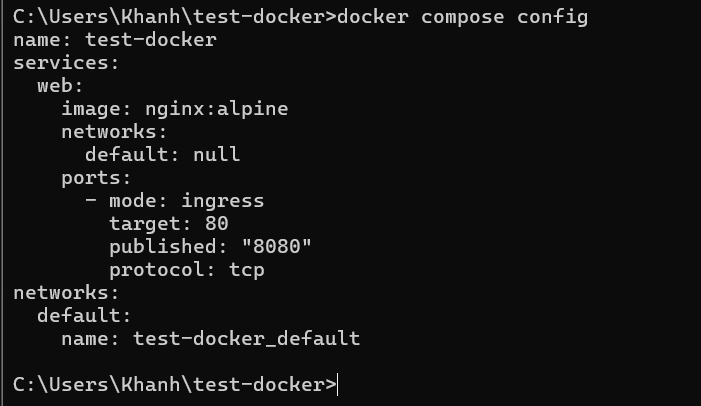 C:\Users\Khanh\test-docker>docker compose config
name: test-docker
services:
  web:
    image: nginx:alpine
    networks:
      default: null
    ports:
      - mode: ingress
        target: 80
        published: "8080"
        protocol: tcp
networks:
  default:
    name: test-docker_default
C:\Users\Khanh\test-docker>